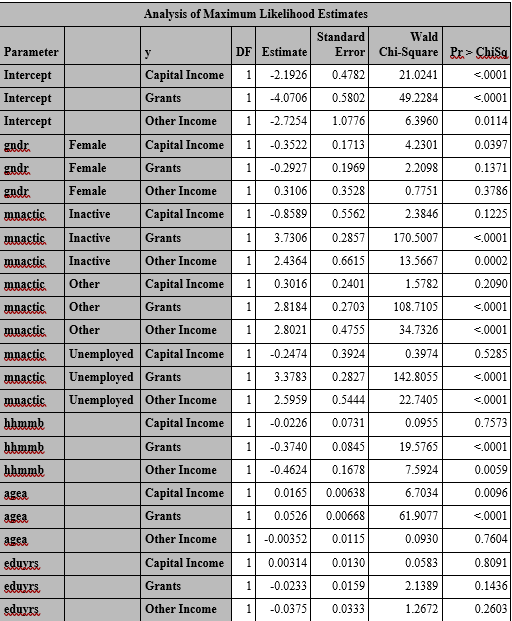 Analysis of Maximum Likelihood Estimates
Parameter y DF Estimate Standard Error Wald Chi-Square Pr > ChiSq
Intercept Capital Income 1 -2.1926 0.4782 21.0241 <.0001
Intercept Grants 1 -4.0706 0.5802 49.2284 <.0001
Intercept Other Income 1 -2.7254 1.0776 6.3960 0.0114
gndr Female Capital Income 1 -0.3522 0.1713 4.2301 0.0397
gndr Female Grants 1 -0.2927 0.1969 2.2098 0.1371
gndr Female Other Income 1 0.3106 0.3528 0.7751 0.3786
mnactic Inactive Capital Income 1 -0.8589 0.5562 2.3846 0.1225
mnactic Inactive Grants 1 3.7306 0.2857 170.5007 <.0001
mnactic Inactive Other Income 1 2.4364 0.6615 13.5667 0.0002
mnactic Other Capital Income 1 0.3016 0.2401 1.5782 0.2090
mnactic Other Grants 1 2.8184 0.2703 108.7105 <.0001
mnactic Other Other Income 1 2.8021 0.4755 34.7326 <.0001
mnactic Unemployed Capital Income 1 -0.2474 0.3924 0.3974 0.5285
mnactic Unemployed Grants 1 3.3783 0.2827 142.8055 <.0001
mnactic Unemployed Other Income 1 2.5959 0.5444 22.7405 <.0001
hhmmb Capital Income 1 -0.0226 0.0731 0.0955 0.7573
hhmmb Grants 1 -0.3740 0.0845 19.5765 <.0001
hhmmb Other Income 1 -0.4624 0.1678 7.5924 0.0059
agea Capital Income 1 0.0165 0.00638 6.7034 0.0096
agea Grants 1 0.0526 0.00668 61.9077 <.0001
agea Other Income 1 -0.00352 0.0115 0.0930 0.7604
eduyrs Capital Income 1 0.00314 0.0130 0.0583 0.8091
eduyrs Grants 1 -0.0233 0.0159 2.1389 0.1436
eduyrs Other Income 1 -0.0375 0.0333 1.2672 0.2603